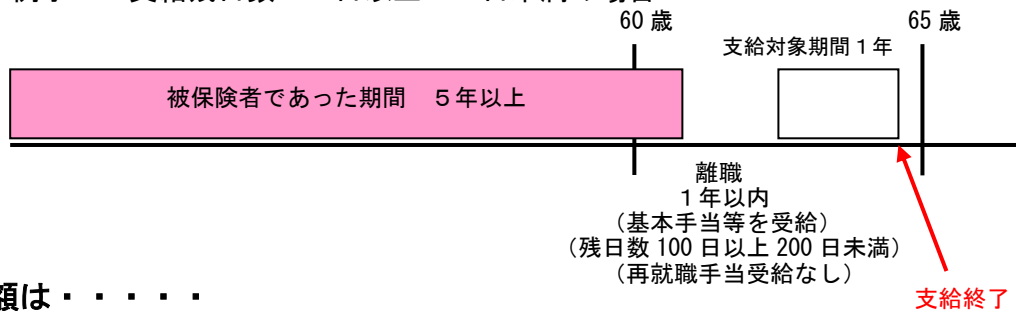 60 歳
65 歳
支給対象期間１年
被保険者であった期間　５年以上
離職
１年以内
（基本手当等を受給）
（残日数 100 日以上 200 日未満）
（再就職手当受給なし）
額は・・・・・
支給終了